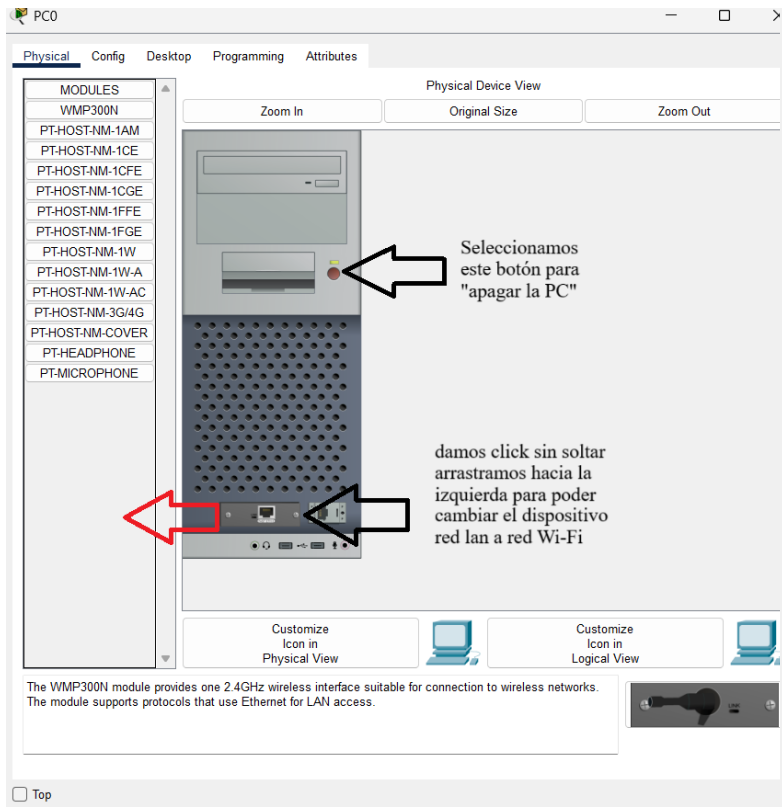 PC0
Physical Config Desktop Programming Attributes
MODULES
WMP300N
PT-HOST-NM-1AM
PT-HOST-NM-1CE
PT-HOST-NM-1CFE
PT-HOST-NM-1CGE
PT-HOST-NM-1FFE
PT-HOST-NM-1FGE
PT-HOST-NM-1W
PT-HOST-NM-1W-A
PT-HOST-NM-1W-AC
PT-HOST-NM-3G/4G
PT-HOST-NM-COVER
PT-HEADPHONE
PT-MICROPHONE
Physical Device View
Zoom In Original Size Zoom Out
Seleccionamos
este botón para
"apagar la PC"
damos click sin soltar
arrastramos hacia la
izquierda para poder
cambiar el dispositivo
red lan a red Wi-Fi
Customize
Icon in
Physical View
Customize
Icon in
Logical View
The WMP300N module provides one 2.4GHz wireless interface suitable for connection to wireless networks.
The module supports protocols that use Ethernet for LAN access.
LINK
Top